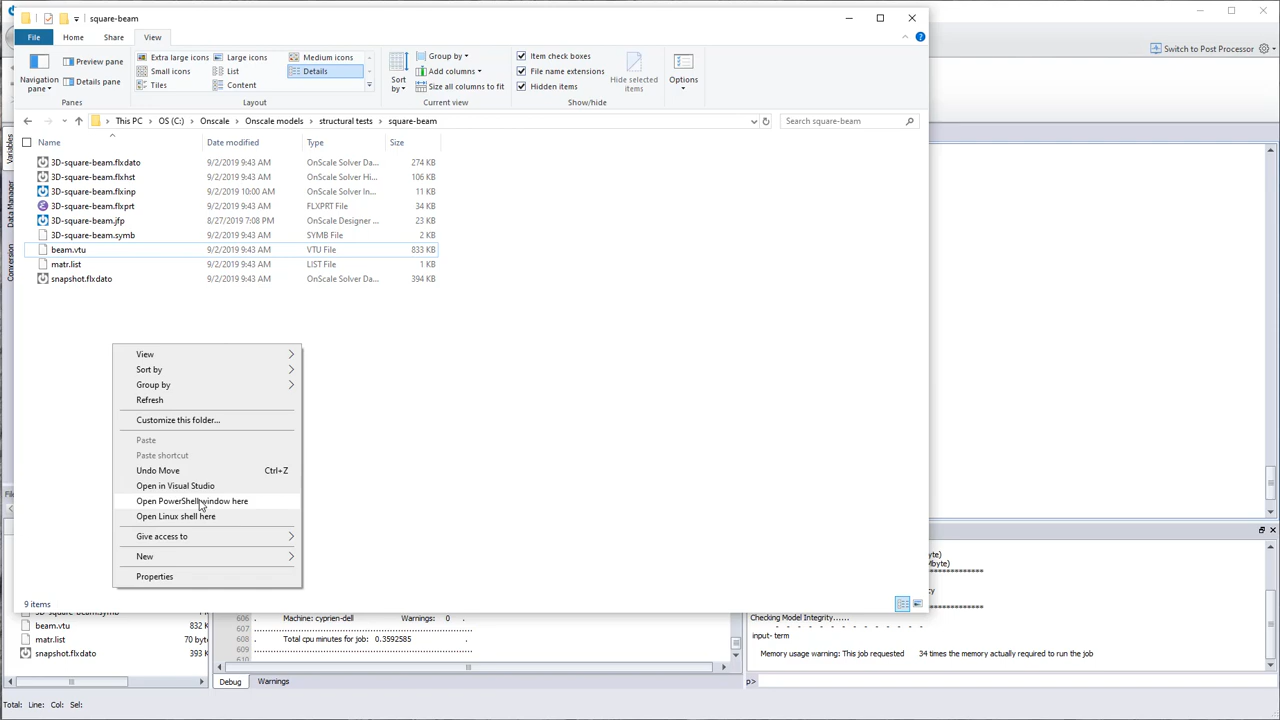 square-beam
File Home Share View
Switch to Post Processor
Navigation pane
Preview pane
Details pane
Panes
Extra large icons Large icons Medium icons
Small icons List Details
Tiles Content
Layout
Sort by
Group by
Add columns
Size all columns to fit
Current view
Item check boxes
File name extensions
Hidden items
Hide selected items
Show/hide
Options
This PC > OS (C:) > Onscale > Onscale models > structural tests > square-beam
Search square-beam
Name Date modified Type Size
3D-square-beam.flxdato 9/2/2019 9:43 AM OnScale Solver Da... 274 KB
3D-square-beam.flxhst 9/2/2019 9:43 AM OnScale Solver Hi... 106 KB
3D-square-beam.flxinp 9/2/2019 10:00 AM OnScale Solver In... 11 KB
3D-square-beam.flxprt 9/2/2019 9:43 AM FLXPRT File 34 KB
3D-square-beam.jfp 8/27/2019 7:08 PM OnScale Designer ... 23 KB
3D-square-beam.symb 9/2/2019 9:43 AM SYMB File 2 KB
beam.vtu 9/2/2019 9:43 AM VTU File 833 KB
matr.list 9/2/2019 9:43 AM LIST File 1 KB
snapshot.flxdato 9/2/2019 9:43 AM OnScale Solver Da... 394 KB
Variables
Data Manager
Conversion
View
Sort by
Group by
Refresh
Customize this folder...
Paste
Paste shortcut
Undo Move Ctrl+Z
Open in Visual Studio
Open PowerShell window here
Open Linux shell here
Give access to
New
Properties
9 items
beam.vtu 832 K
matr.list 70 byte
snapshot.flxdato 393 K
606 . Machine: cyprien-dell Warnings: 0 .
607
608 . Total cpu minutes for job: 0.3592585 .
609
610
Debug Warnings
byte)
Mbyte)
==============
cy
==============
Checking Model Integrity......
- - - - - - - - - - - -
input- term
Memory usage warning: This job requested 34 times the memory actually required to run the job
p>
Total: Line: Col: Sel: